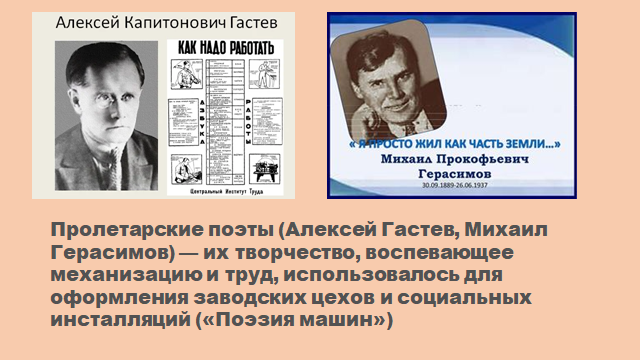 Алексей Капитонович Гастев
КАК НАДО РАБОТАТЬ
АЗБУКА
РАБОТЫ
Центральный Институт Труда
« Я ПРОСТО ЖИЛ КАК ЧАСТЬ ЗЕМЛИ...»
Михаил Прокофьевич
Герасимов
30.09.1889-26.06.1937
Пролетарские поэты (Алексей Гастев, Михаил
Герасимов) — их творчество, воспевающее
механизацию и труд, использовалось для
оформления заводских цехов и социальных
инсталляций («Поэзия машин»)